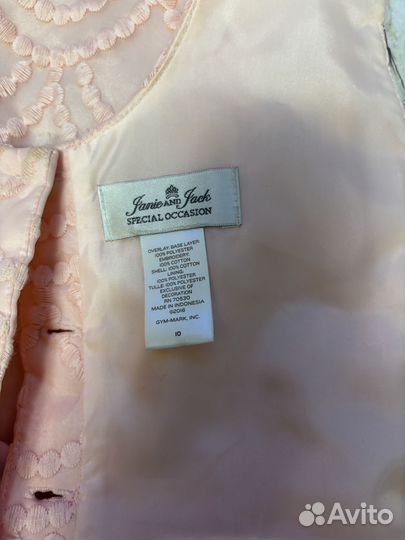 Janie AND Jack
SPECIAL OCCASION
OVERLAY: BASE LAYER:
100% POLYESTER
EMBROIDERY:
100% COTTON
SHELL: 100% COTTON
LINING:
100% POLYESTER
TULLE: 100% POLYESTER
EXCLUSIVE OF
DECORATION
RN 70530
MADE IN INDONESIA
©2016
GYM-MARK, INC.
10
Avito